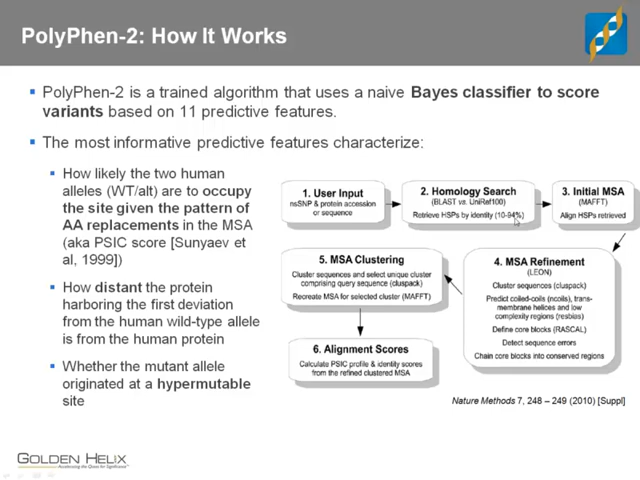 PolyPhen-2: How It Works
PolyPhen-2 is a trained algorithm that uses a naive Bayes classifier to score
variants based on 11 predictive features.
The most informative predictive features characterize:
How likely the two human
alleles (WT/alt) are to occupy
the site given the pattern of
AA replacements in the MSA
(aka PSIC score [Sunyaev et
al, 1999])
How distant the protein
harboring the first deviation
from the human wild-type allele
is from the human protein
Whether the mutant allele
originated at a hypermutable
site
1. User Input
nsSNP & protein accession
or sequence
2. Homology Search
(BLAST vs. UniRef100)
Retrieve HSPs by identity (10-94%)
3. Initial MSA
(MAFFT)
Align HSPs retrieved
4. MSA Refinement
(LEON)
Cluster sequences (cluspack)
Predict coiled-coils (ncoils), trans-
membrane helices and low
complexity regions (resbias)
Define core blocks (RASCAL)
Detect sequence errors
Chain core blocks into conserved regions
5. MSA Clustering
Cluster sequences and select unique cluster
comprising query sequence (cluspack)
Recreate MSA for selected cluster (MAFFT)
6. Alignment Scores
Calculate PSIC profile & identity scores
from the refined clustered MSA
Nature Methods 7, 248 – 249 (2010) [Suppl]
GOLDEN HELIX
Accelerating the Quest for Significance